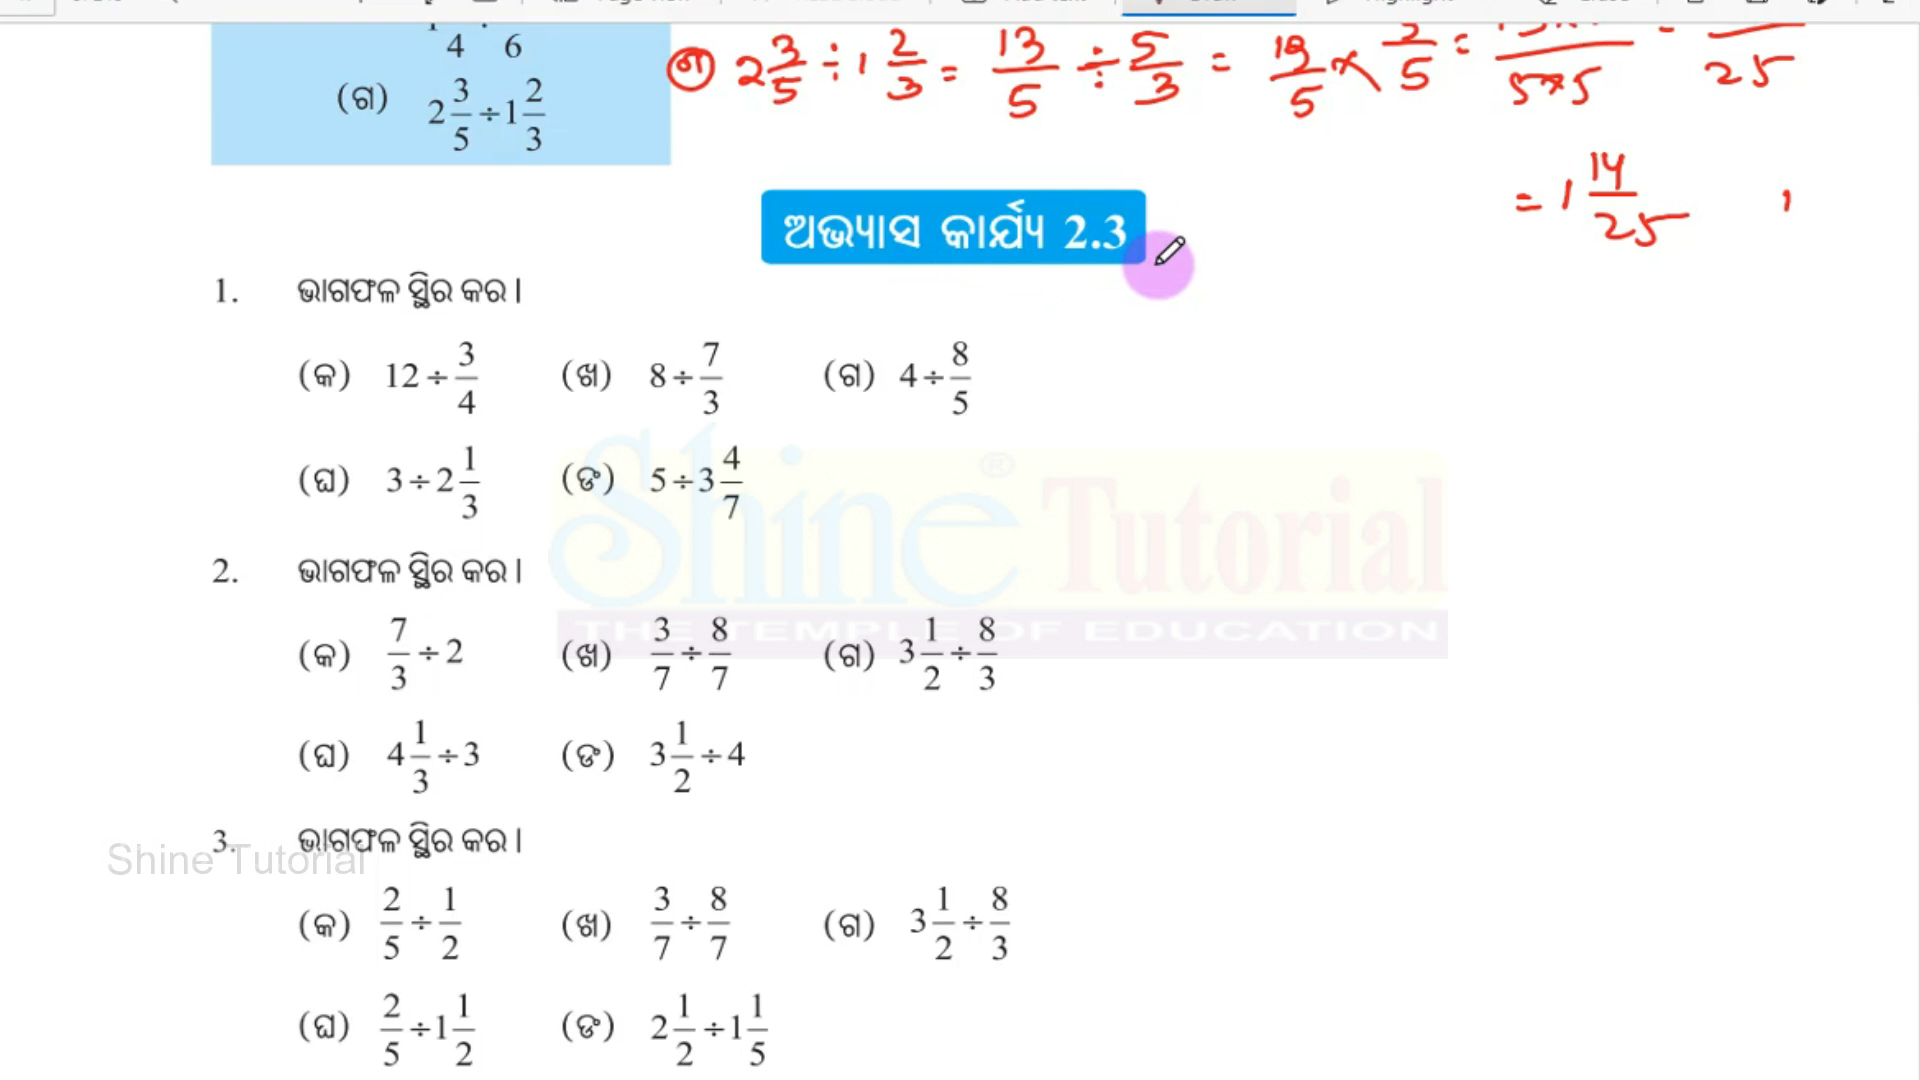 4 ÷ 6
(ଗ) 2 3/5 ÷ 1 2/3
ଗ 2 3/5 ÷ 1 2/3 = 13/5 ÷ 5/3 = 13/5 × 3/5 = /5×5 = /25
= 1 14/25
ଅଭ୍ୟାସ କାର୍ଯ୍ୟ 2.3
1. ଭାଗଫଳ ସ୍ଥିର କର।
(କ) 12 ÷ 3/4 (ଖ) 8 ÷ 7/3 (ଗ) 4 ÷ 8/5
(ଘ) 3 ÷ 2 1/3 (ଙ) 5 ÷ 3 4/7
Shine Tutorial ®
THE TEMPLE OF EDUCATION
2. ଭାଗଫଳ ସ୍ଥିର କର।
(କ) 7/3 ÷ 2 (ଖ) 3/7 ÷ 8/7 (ଗ) 3 1/2 ÷ 8/3
(ଘ) 4 1/3 ÷ 3 (ଙ) 3 1/2 ÷ 4
3. ଭାଗଫଳ ସ୍ଥିର କର।
Shine Tutorial
(କ) 2/5 ÷ 1/2 (ଖ) 3/7 ÷ 8/7 (ଗ) 3 1/2 ÷ 8/3
(ଘ) 2/5 ÷ 1 1/2 (ଙ) 2 1/2 ÷ 1 1/5